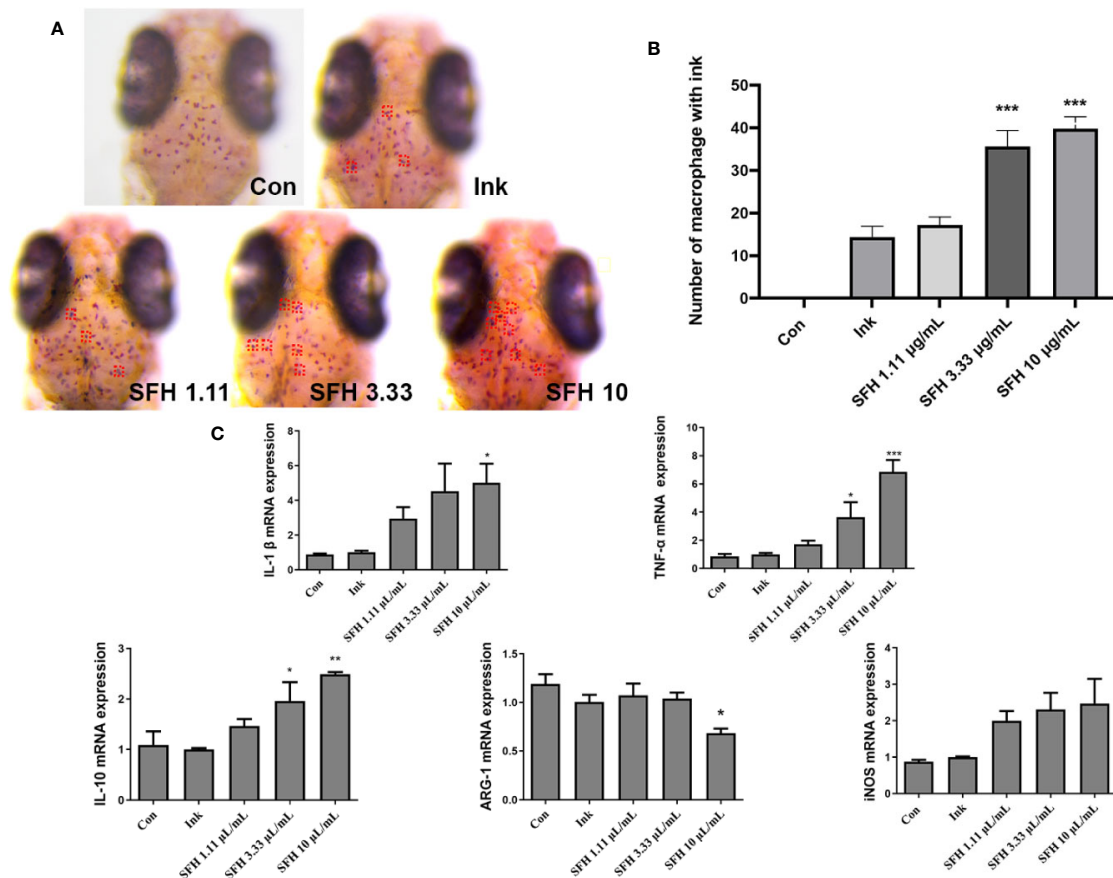 A
Con
Ink
SFH 1.11
SFH 3.33
SFH 10
B
Number of macrophage with ink
50
40
30
20
10
0
***
***
Con
Ink
SFH 1.11 µg/mL
SFH 3.33 µg/mL
SFH 10 µg/mL
C
IL-1 β mRNA expression
8
6
4
2
0
*
Con
Ink
SFH 1.11 µL/mL
SFH 3.33 µL/mL
SFH 10 µL/mL
TNF-α mRNA expression
10
8
6
4
2
0
*
***
Con
Ink
SFH 1.11 µL/mL
SFH 3.33 µL/mL
SFH 10 µL/mL
IL-10 mRNA expression
3
2
1
0
*
**
Con
Ink
SFH 1.11 µL/mL
SFH 3.33 µL/mL
SFH 10 µL/mL
ARG-1 mRNA expression
1.5
1.0
0.5
0.0
*
Con
Ink
SFH 1.11 µL/mL
SFH 3.33 µL/mL
SFH 10 µL/mL
iNOS mRNA expression
4
3
2
1
0
Con
Ink
SFH 1.11 µL/mL
SFH 3.33 µL/mL
SFH 10 µL/mL